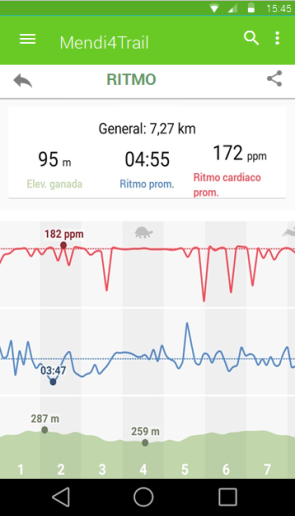 15:45
Mendi4Trail
RITMO
General: 7,27 km
95 m
04:55
172 ppm
Elev. ganada
Ritmo prom.
Ritmo cardiaco
prom.
182 ppm
03:47
287 m
259 m
1 2 3 4 5 6 7